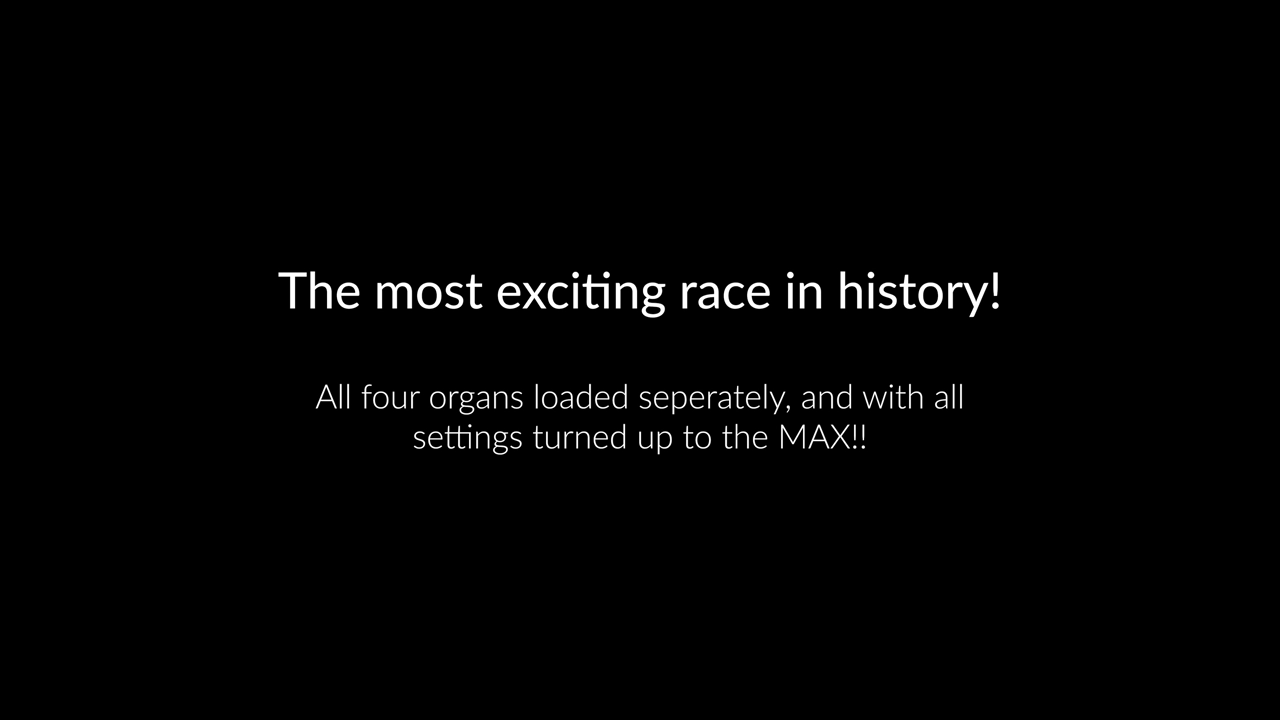 The most exciting race in history!
All four organs loaded seperately, and with all
settings turned up to the MAX!!